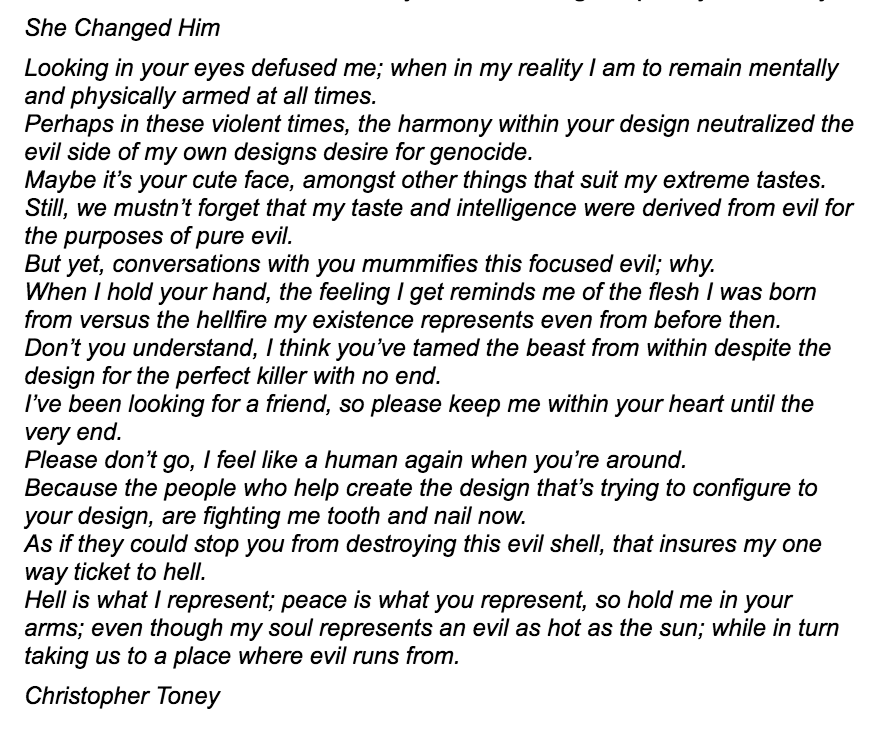 She Changed Him
Looking in your eyes defused me; when in my reality I am to remain mentally
and physically armed at all times.
Perhaps in these violent times, the harmony within your design neutralized the
evil side of my own designs desire for genocide.
Maybe it’s your cute face, amongst other things that suit my extreme tastes.
Still, we mustn’t forget that my taste and intelligence were derived from evil for
the purposes of pure evil.
But yet, conversations with you mummifies this focused evil; why.
When I hold your hand, the feeling I get reminds me of the flesh I was born
from versus the hellfire my existence represents even from before then.
Don’t you understand, I think you’ve tamed the beast from within despite the
design for the perfect killer with no end.
I’ve been looking for a friend, so please keep me within your heart until the
very end.
Please don’t go, I feel like a human again when you’re around.
Because the people who help create the design that’s trying to configure to
your design, are fighting me tooth and nail now.
As if they could stop you from destroying this evil shell, that insures my one
way ticket to hell.
Hell is what I represent; peace is what you represent, so hold me in your
arms; even though my soul represents an evil as hot as the sun; while in turn
taking us to a place where evil runs from.
Christopher Toney